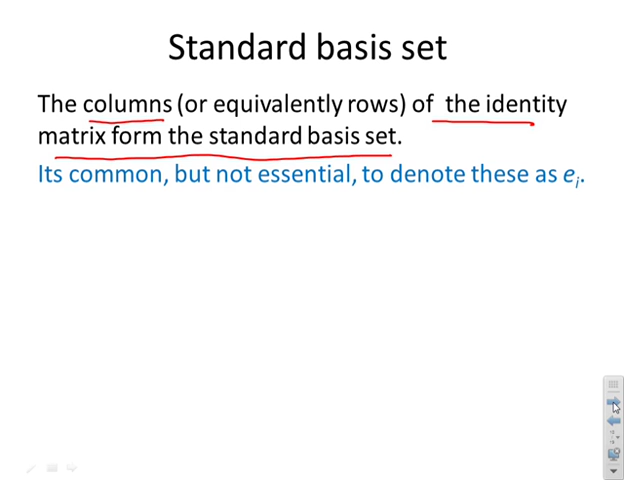 Standard basis set
The columns (or equivalently rows) of the identity
matrix form the standard basis set.
Its common, but not essential, to denote these as eᵢ.